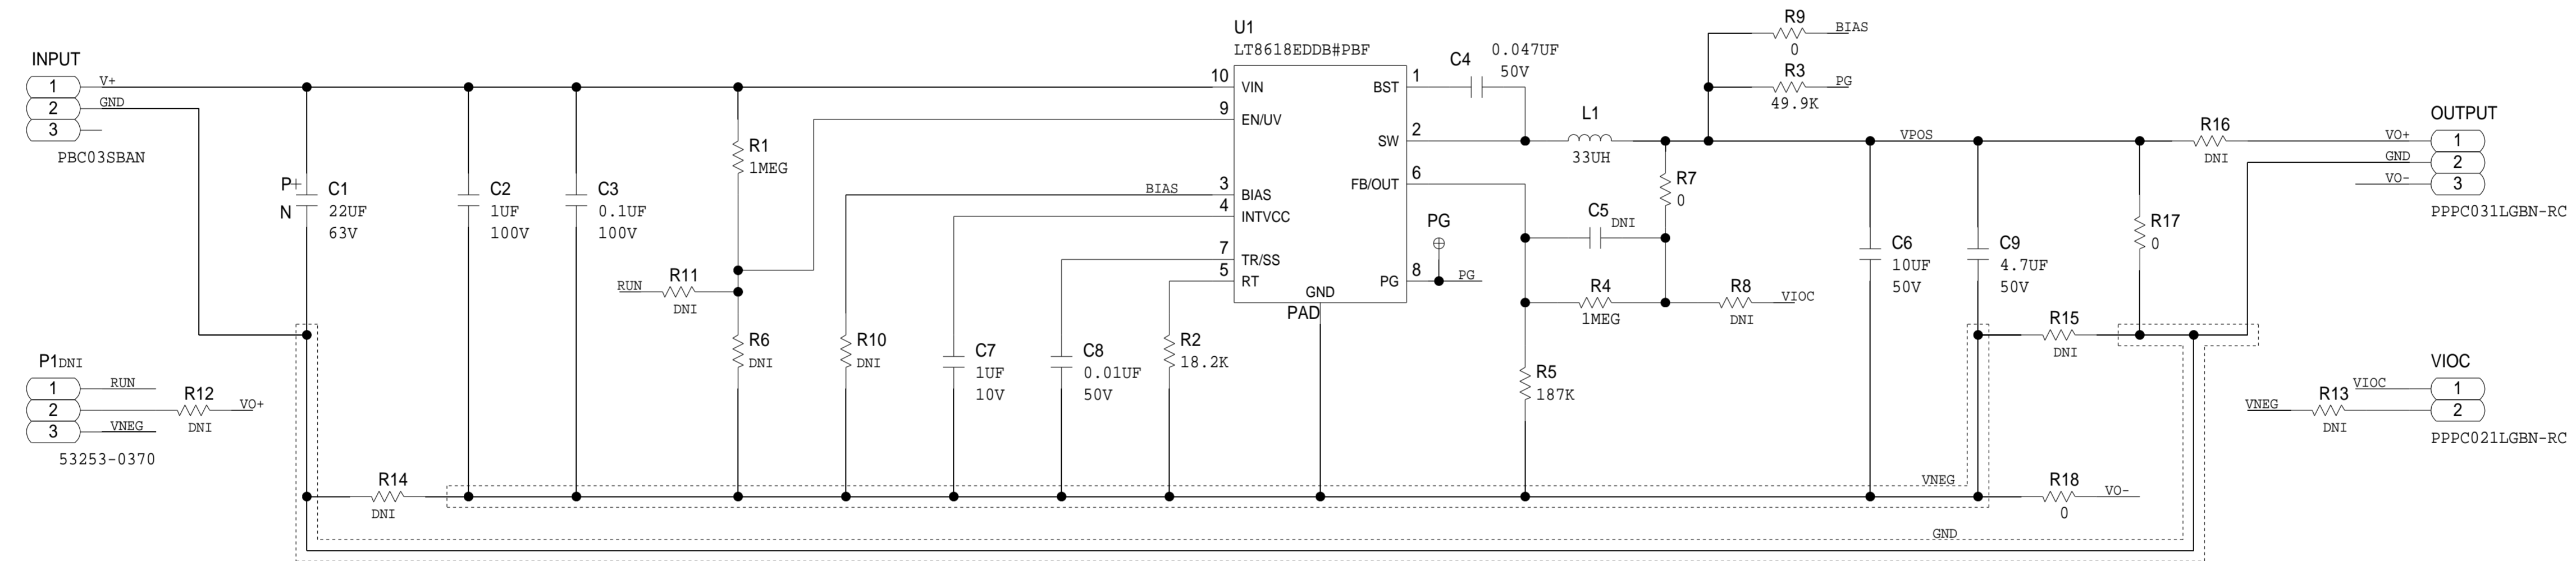 INPUT
1
2
3
V+
GND
PBC03SBAN
P+
N
C1
22UF
63V
C2
1UF
100V
C3
0.1UF
100V
R1
1MEG
RUN
R11
DNI
R6
DNI
R10
DNI
C7
1UF
10V
C8
0.01UF
50V
R2
18.2K
P1
DNI
1
2
3
RUN
R12
DNI
VO+
VNEG
53253-0370
R14
DNI
U1
LT8618EDDB#PBF
10 VIN
9 EN/UV
BIAS
3 BIAS
4 INTVCC
7 TR/SS
5 RT
BST 1
SW 2
FB/OUT 6
PG 8
GND
PAD
C4
0.047UF
50V
L1
33UH
R9
0
BIAS
R3
49.9K
PG
R7
0
C5
DNI
PG
PG
R4
1MEG
R8
DNI
VIOC
R5
187K
VPOS
C6
10UF
50V
C9
4.7UF
50V
R16
DNI
R17
0
R15
DNI
VNEG
R18
0
VO-
GND
OUTPUT
VO+
GND
VO-
1
2
3
PPPC031LGBN-RC
VIOC
VIOC
VNEG
R13
DNI
1
2
PPPC021LGBN-RC